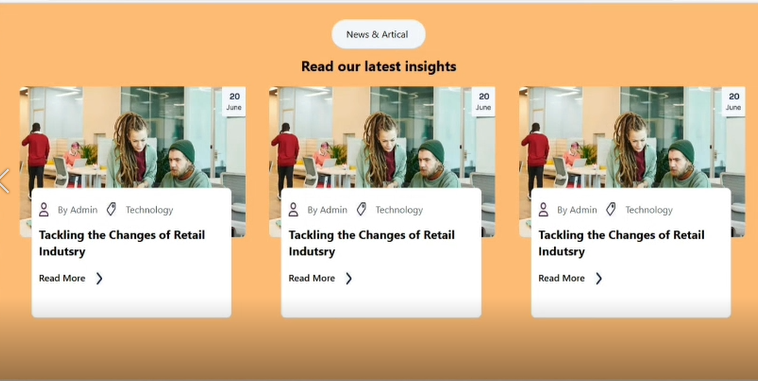 News & Artical
Read our latest insights
20
June
By Admin Technology
Tackling the Changes of Retail
Indutsry
Read More
20
June
By Admin Technology
Tackling the Changes of Retail
Indutsry
Read More
20
June
By Admin Technology
Tackling the Changes of Retail
Indutsry
Read More